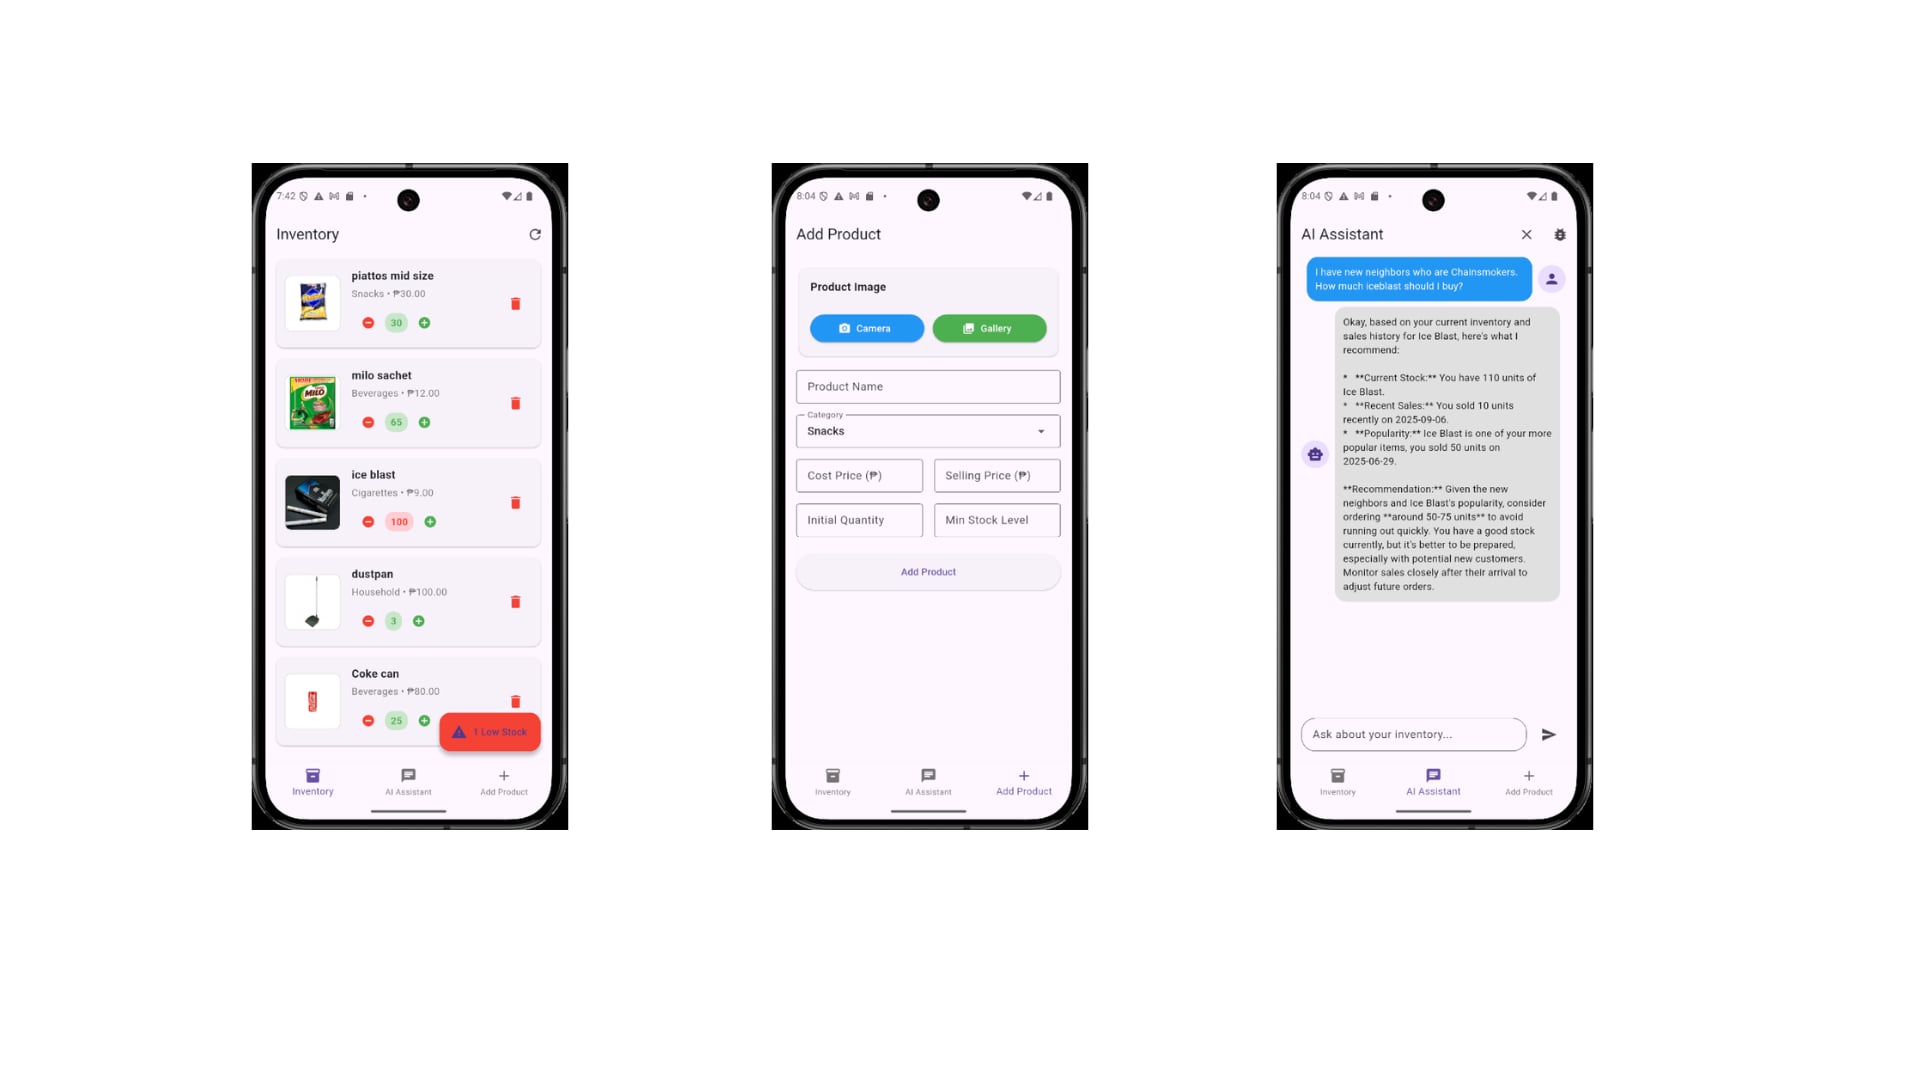 7:42
Inventory
piattos mid size
Snacks • ₱30.00
30
milo sachet
Beverages • ₱12.00
65
ice blast
Cigarettes • ₱9.00
100
dustpan
Household • ₱100.00
3
Coke can
Beverages • ₱80.00
25
1 Low Stock
Inventory
AI Assistant
Add Product
8:04
Add Product
Product Image
Camera
Gallery
Product Name
Category
Snacks
Cost Price (₱)
Selling Price (₱)
Initial Quantity
Min Stock Level
Add Product
Inventory
AI Assistant
Add Product
8:04
AI Assistant
I have new neighbors who are Chainsmokers.
How much iceblast should I buy?
Okay, based on your current inventory and
sales history for Ice Blast, here's what I
recommend:
* **Current Stock:** You have 110 units of
Ice Blast.
* **Recent Sales:** You sold 10 units
recently on 2025-09-06.
* **Popularity:** Ice Blast is one of your more
popular items, you sold 50 units on
2025-06-29.
**Recommendation:** Given the new
neighbors and Ice Blast's popularity, consider
ordering **around 50-75 units** to avoid
running out quickly. You have a good stock
currently, but it's better to be prepared,
especially with potential new customers.
Monitor sales closely after their arrival to
adjust future orders.
Ask about your inventory...
Inventory
AI Assistant
Add Product